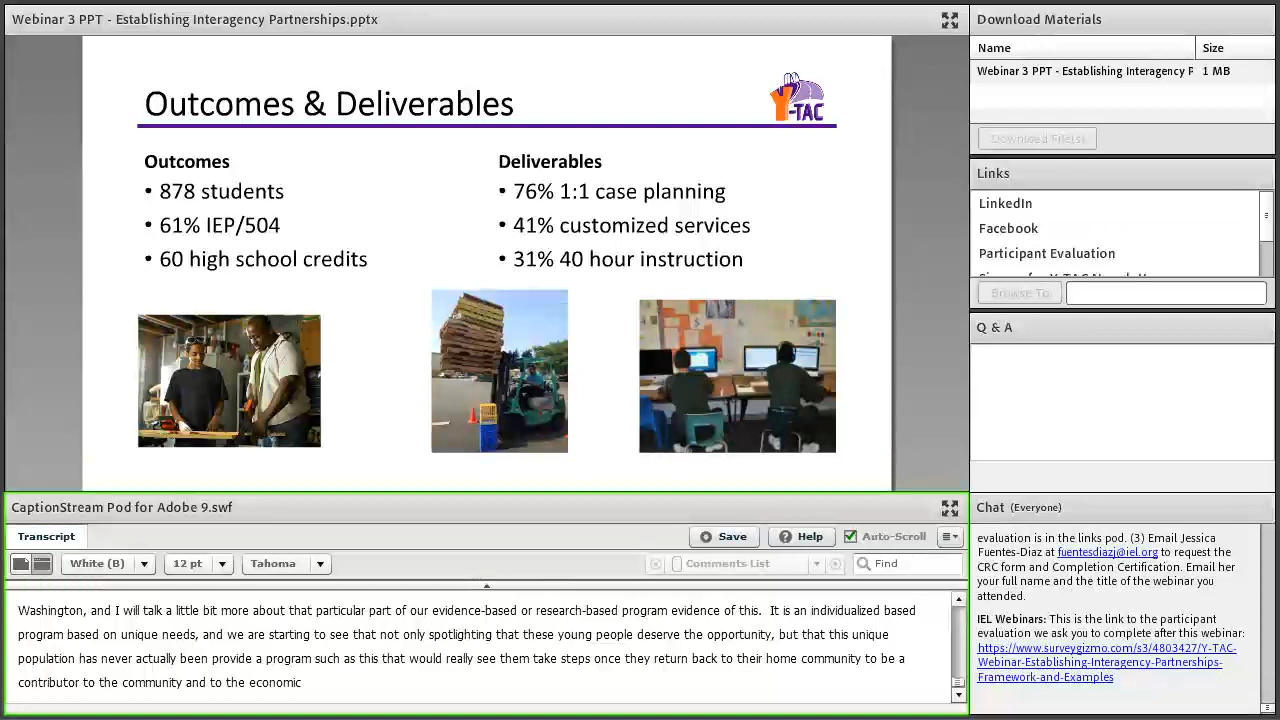 Webinar 3 PPT - Establishing Interagency Partnerships.pptx
Outcomes & Deliverables
Y-TAC
Outcomes
• 878 students
• 61% IEP/504
• 60 high school credits
Deliverables
• 76% 1:1 case planning
• 41% customized services
• 31% 40 hour instruction
CaptionStream Pod for Adobe 9.swf
Transcript
Save
Help
Auto-Scroll
White (B)
12 pt
Tahoma
Comments List
Find
Washington, and I will talk a little bit more about that particular part of our evidence-based or research-based program evidence of this.  It is an individualized based
program based on unique needs, and we are starting to see that not only spotlighting that these young people deserve the opportunity, but that this unique
population has never actually been provide a program such as this that would really see them take steps once they return back to their home community to be a
contributor to the community and to the economic
Download Materials
Name Size
Webinar 3 PPT - Establishing Interagency P 1 MB
Download File(s)
Links
LinkedIn
Facebook
Participant Evaluation
Browse To
Q & A
Chat (Everyone)
evaluation is in the links pod. (3) Email Jessica
Fuentes-Diaz at fuentesdiazj@iel.org to request the
CRC form and Completion Certification. Email her
your full name and the title of the webinar you
attended.
IEL Webinars: This is the link to the participant
evaluation we ask you to complete after this webinar:
https://www.surveygizmo.com/s3/4803427/Y-TAC-
Webinar-Establishing-Interagency-Partnerships-
Framework-and-Examples